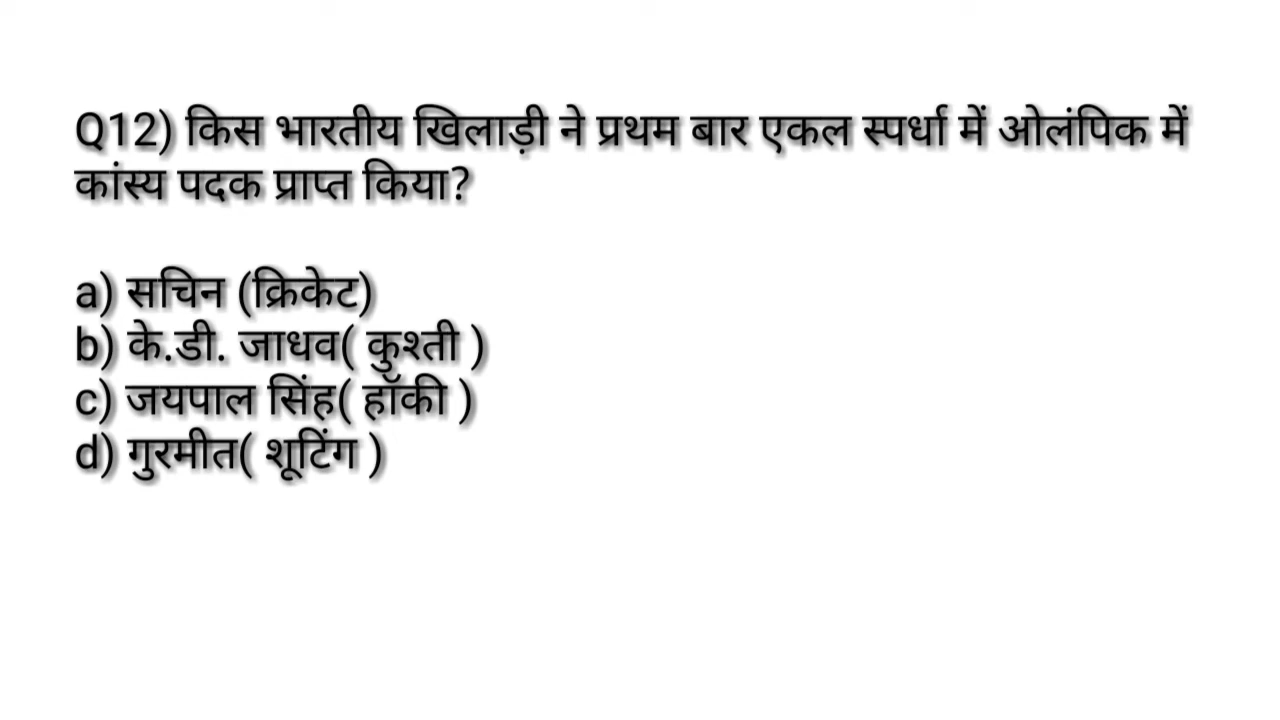 Q12) किस भारतीय खिलाड़ी ने प्रथम बार एकल स्पर्धा में ओलंपिक में
कांस्य पदक प्राप्त किया?
a) सचिन (क्रिकेट)
b) के.डी. जाधव( कुश्ती )
c) जयपाल सिंह( हॉकी )
d) गुरमीत( शूटिंग )